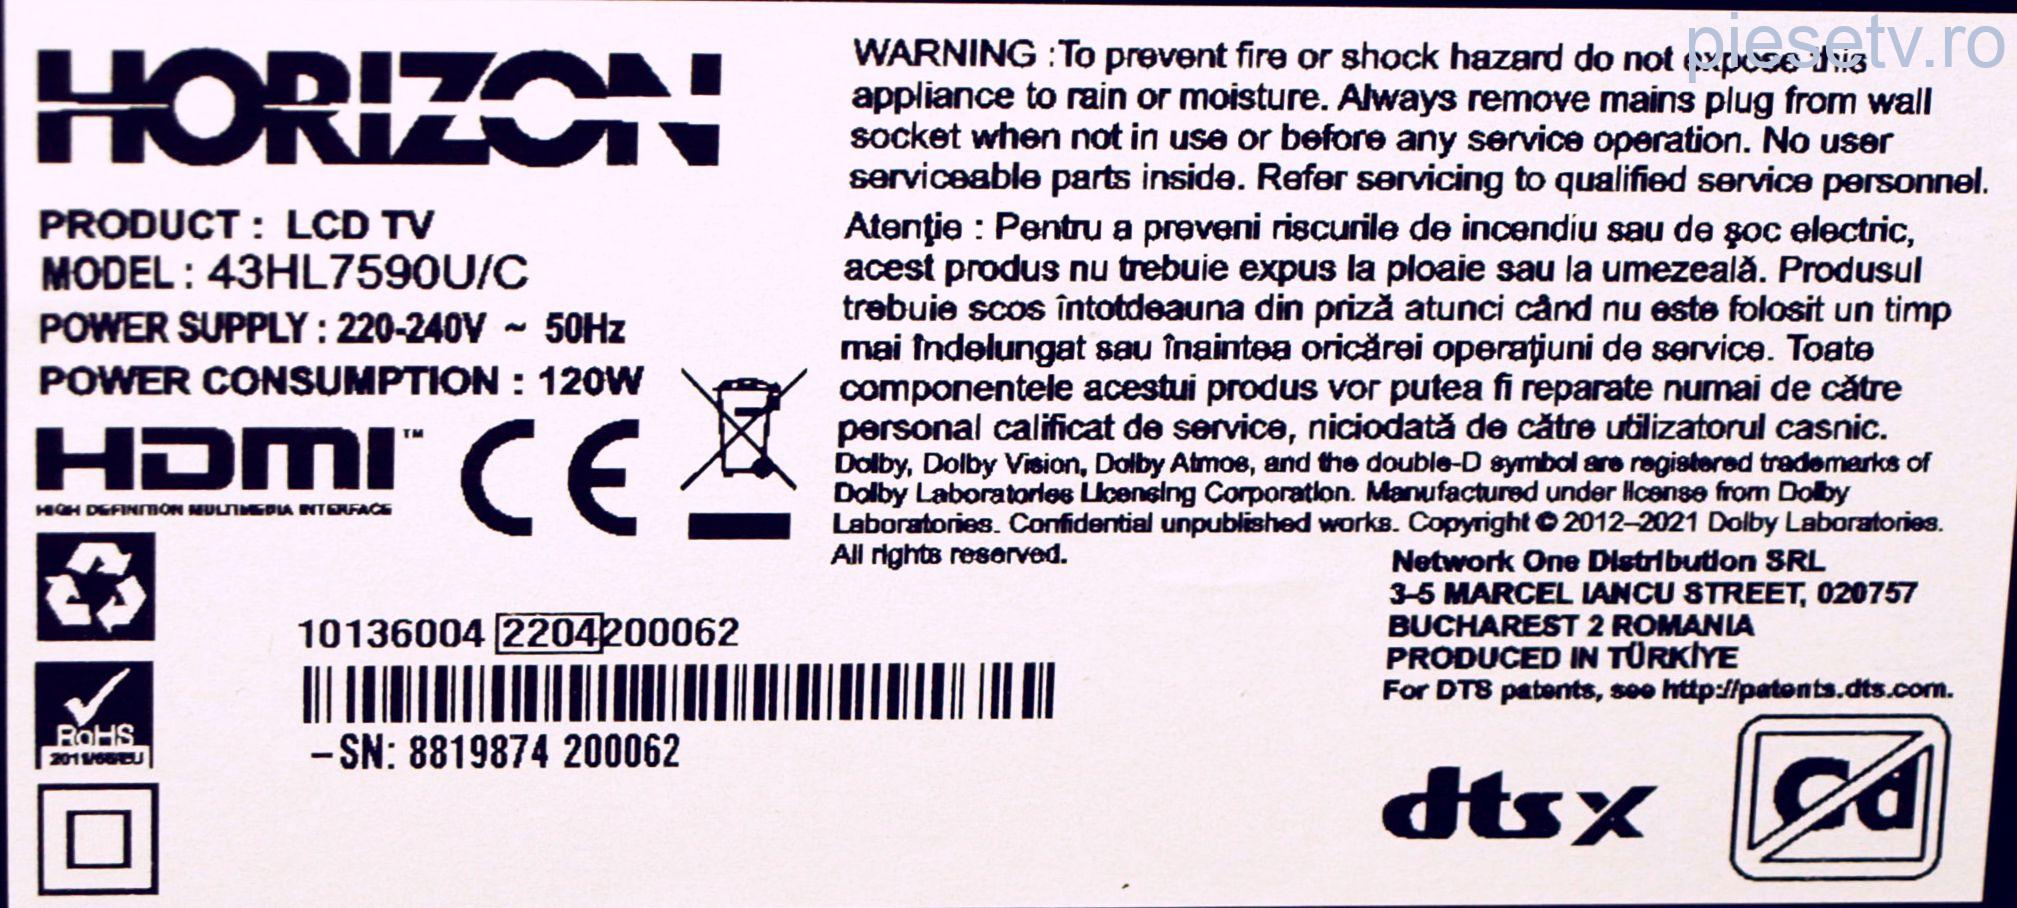 piesetv.ro
HORIZON
PRODUCT : LCD TV
MODEL : 43HL7590U/C
POWER SUPPLY : 220-240V ~ 50Hz
POWER CONSUMPTION : 120W
HDMI™
HIGH DEFINITION MULTIMEDIA INTERFACE
CE
RoHS
2011/65/EU
WARNING :To prevent fire or shock hazard do not expose this
appliance to rain or moisture. Always remove mains plug from wall
socket when not in use or before any service operation. No user
serviceable parts inside. Refer servicing to qualified service personnel.
Atenţie : Pentru a preveni riscurile de incendiu sau de şoc electric,
acest produs nu trebuie expus la ploaie sau la umezeală. Produsul
trebuie scos întotdeauna din priză atunci când nu este folosit un timp
mai îndelungat sau înaintea oricărei operaţiuni de service. Toate
componentele acestui produs vor putea fi reparate numai de către
personal calificat de service, niciodată de către utilizatorul casnic.
Dolby, Dolby Vision, Dolby Atmos, and the double-D symbol are registered trademarks of
Dolby Laboratories Licensing Corporation. Manufactured under license from Dolby
Laboratories. Confidential unpublished works. Copyright © 2012–2021 Dolby Laboratories.
All rights reserved.
Network One Distribution SRL
3-5 MARCEL IANCU STREET, 020757
BUCHAREST 2 ROMANIA
PRODUCED IN TÜRKİYE
For DTS patents, see http://patents.dts.com.
10136004 2204 200062
–SN: 8819874 200062
dts x
Cd